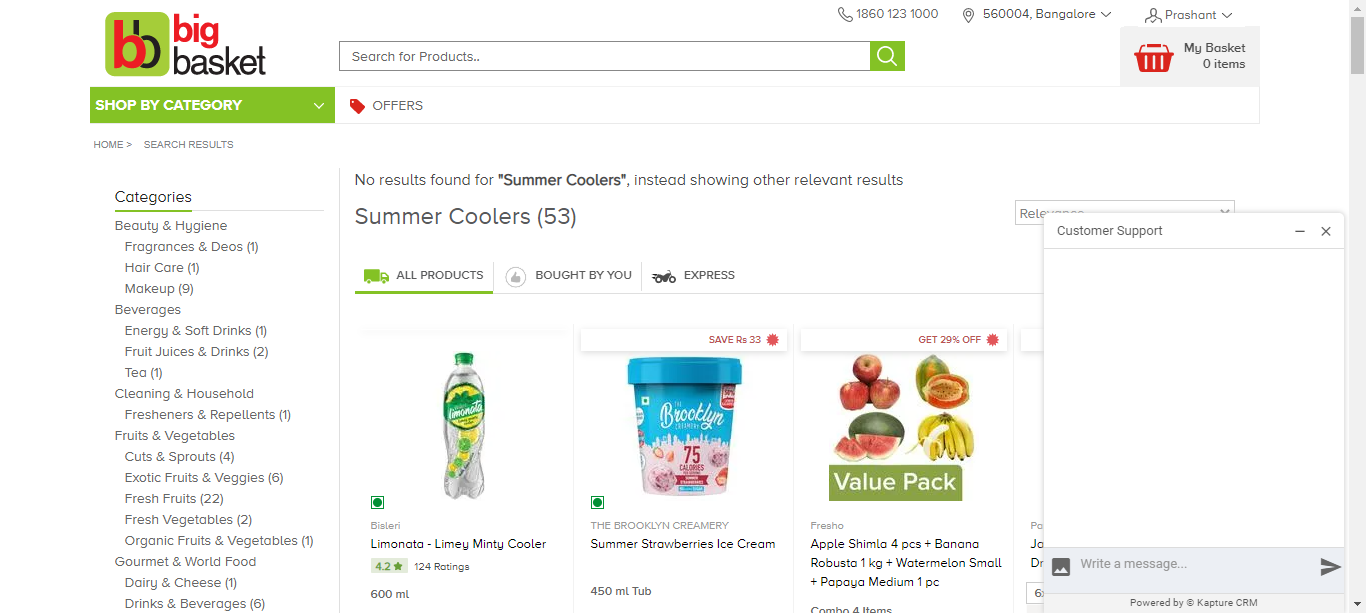 1860 123 1000
560004, Bangalore
Prashant
bb big
basket
Search for Products..
My Basket
0 items
SHOP BY CATEGORY
OFFERS
HOME >
SEARCH RESULTS
No results found for "Summer Coolers", instead showing other relevant results
Categories
Summer Coolers (53)
Relevance
Beauty & Hygiene
Fragrances & Deos (1)
Hair Care (1)
Makeup (9)
Beverages
Energy & Soft Drinks (1)
Fruit Juices & Drinks (2)
Tea (1)
Cleaning & Household
Fresheners & Repellents (1)
Fruits & Vegetables
Cuts & Sprouts (4)
Exotic Fruits & Veggies (6)
Fresh Fruits (22)
Fresh Vegetables (2)
Organic Fruits & Vegetables (1)
Gourmet & World Food
Dairy & Cheese (1)
Drinks & Beverages (6)
ALL PRODUCTS
BOUGHT BY YOU
EXPRESS
limonata
Bisleri
Limonata - Limey Minty Cooler
4.2
124 Ratings
600 ml
SAVE Rs 33
THE
Brooklyn
CREAMERY
75
CALORIES
SUMMER
STRAWBERRIES
THE BROOKLYN CREAMERY
Summer Strawberries Ice Cream
450 ml Tub
GET 29% OFF
Value Pack
Fresho
Apple Shimla 4 pcs + Banana
Robusta 1 kg + Watermelon Small
+ Papaya Medium 1 pc
Combo 4 Items
Customer Support
Write a message...
Powered by © Kapture CRM